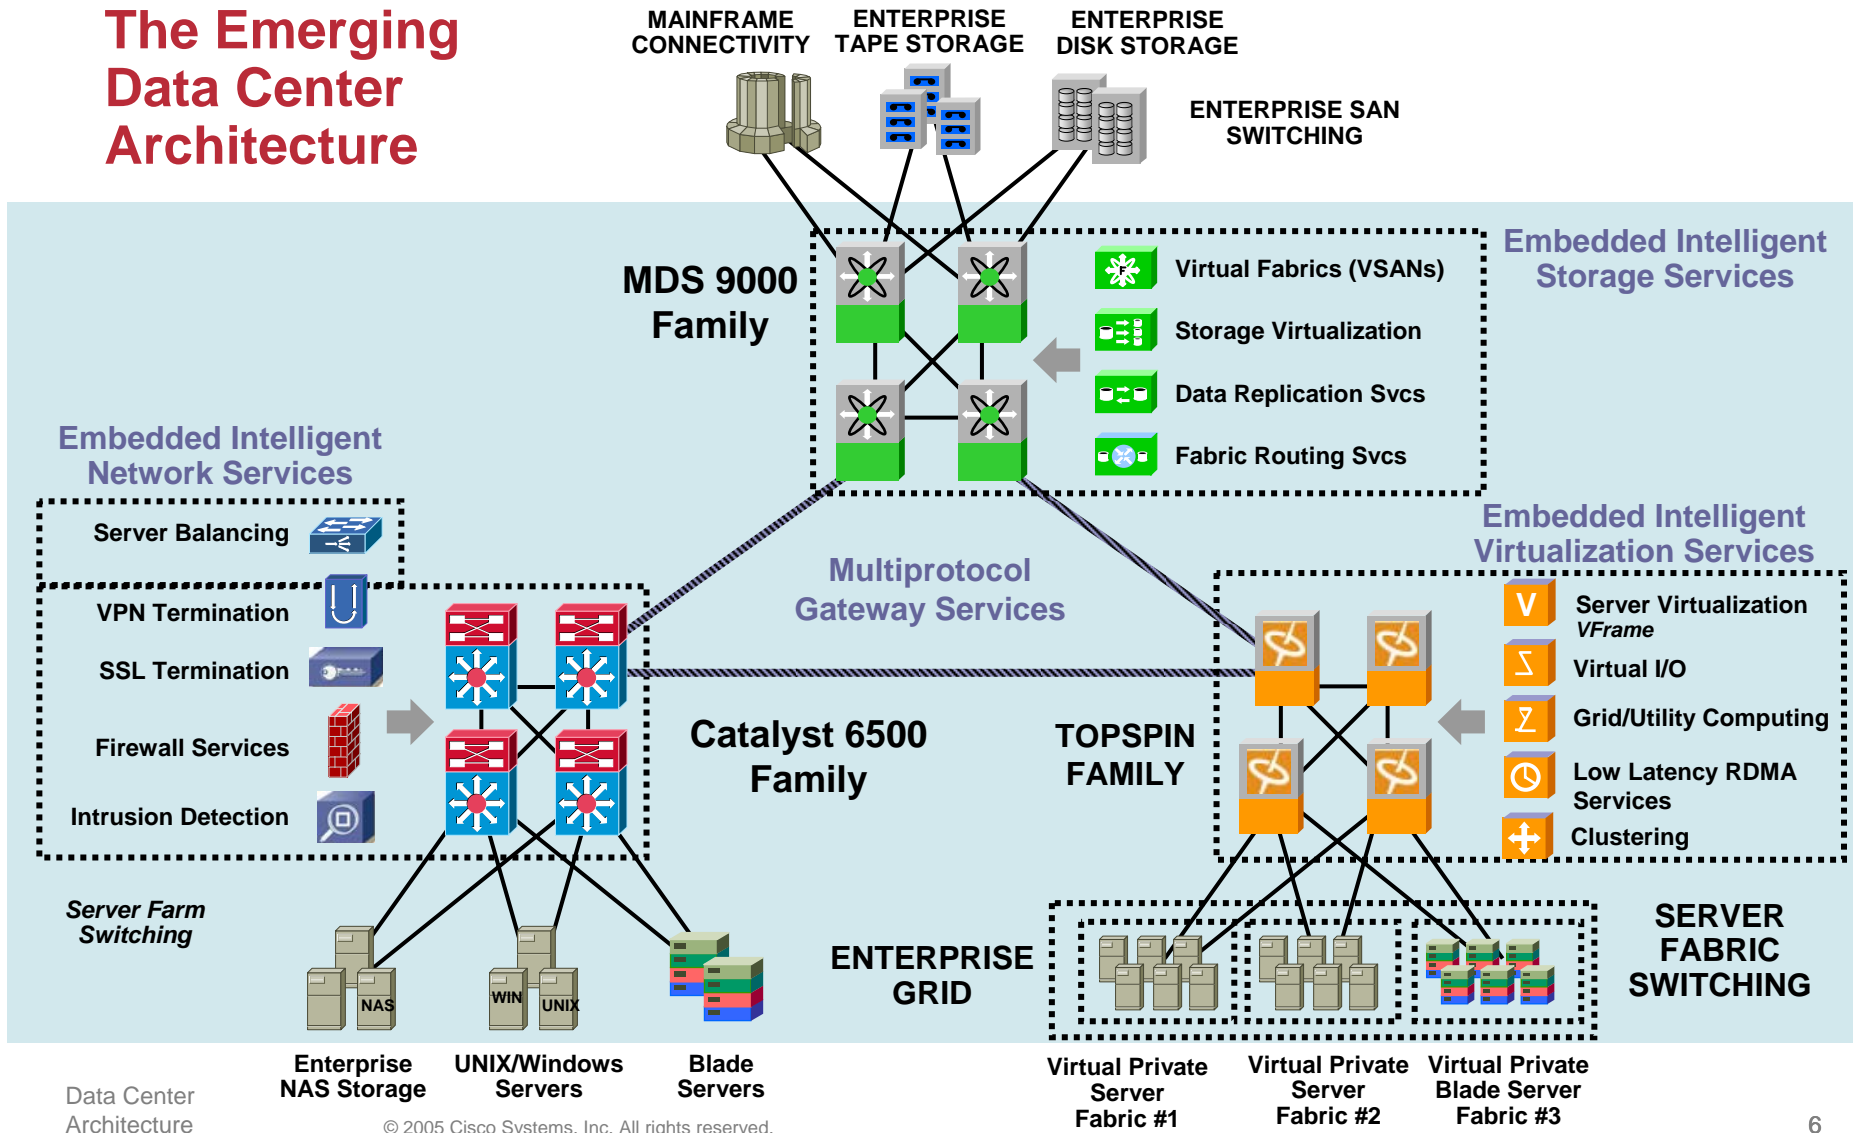 The Emerging
Data Center
Architecture
MAINFRAME
CONNECTIVITY
ENTERPRISE
TAPE STORAGE
ENTERPRISE
DISK STORAGE
ENTERPRISE SAN
SWITCHING
Embedded Intelligent
Storage Services
MDS 9000
Family
F
Virtual Fabrics (VSANs)
Storage Virtualization
Data Replication Svcs
Fabric Routing Svcs
Embedded Intelligent
Network Services
Server Balancing
VPN Termination
SSL Termination
Firewall Services
Intrusion Detection
Multiprotocol
Gateway Services
Catalyst 6500
Family
Embedded Intelligent
Virtualization Services
V
Server Virtualization
VFrame
Virtual I/O
Grid/Utility Computing
Low Latency RDMA
Services
Clustering
TOPSPIN
FAMILY
Server Farm
Switching
NAS
WIN
UNIX
ENTERPRISE
GRID
SERVER
FABRIC
SWITCHING
Enterprise
NAS Storage
UNIX/Windows
Servers
Blade
Servers
Virtual Private
Server
Fabric #1
Virtual Private
Server
Fabric #2
Virtual Private
Blade Server
Fabric #3
Data Center
Architecture
© 2005 Cisco Systems, Inc. All rights reserved.
6